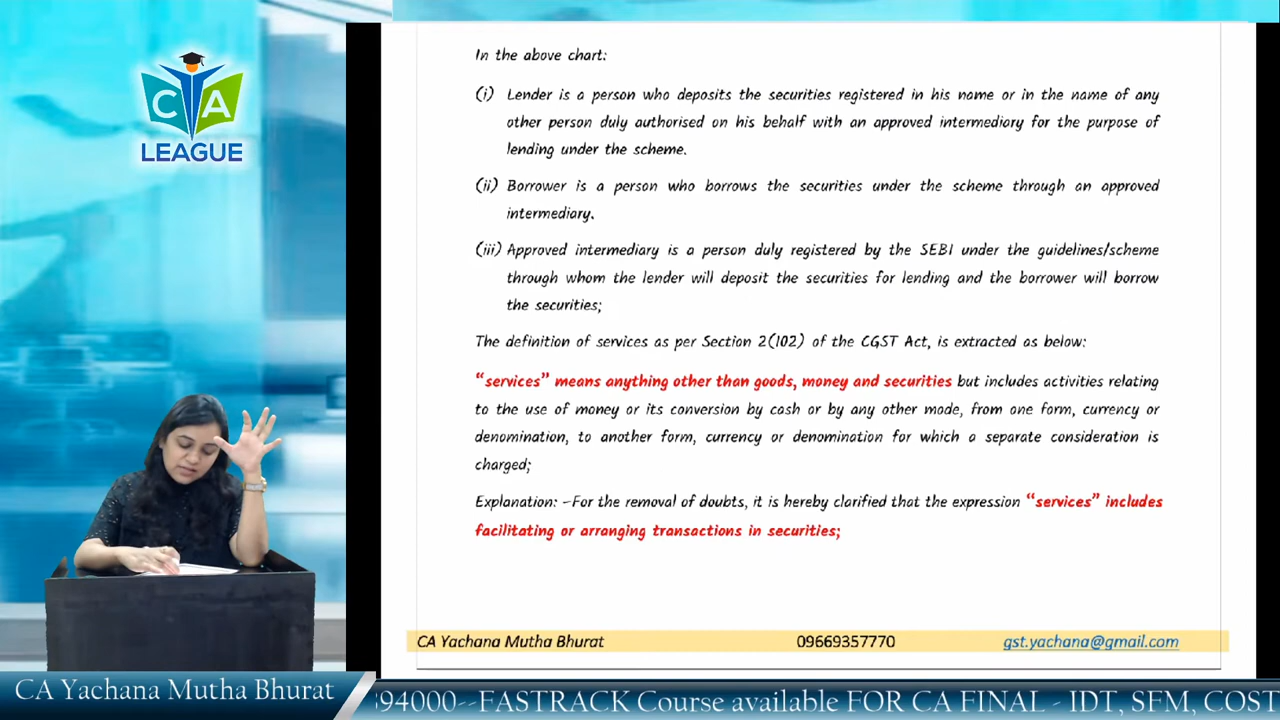 CA
LEAGUE
In the above chart:
(i) Lender is a person who deposits the securities registered in his name or in the name of any
other person duly authorised on his behalf with an approved intermediary for the purpose of
lending under the scheme.
(ii) Borrower is a person who borrows the securities under the scheme through an approved
intermediary.
(iii) Approved intermediary is a person duly registered by the SEBI under the guidelines/scheme
through whom the lender will deposit the securities for lending and the borrower will borrow
the securities;
The definition of services as per Section 2(102) of the CGST Act, is extracted as below:
“services” means anything other than goods, money and securities but includes activities relating
to the use of money or its conversion by cash or by any other mode, from one form, currency or
denomination, to another form, currency or denomination for which a separate consideration is
charged;
Explanation: –For the removal of doubts, it is hereby clarified that the expression “services” includes
facilitating or arranging transactions in securities;
CA Yachana Mutha Bhurat 09669357770 gst.yachana@gmail.com
CA Yachana Mutha Bhurat
94000--FASTRACK Course available FOR CA FINAL - IDT, SFM, COST